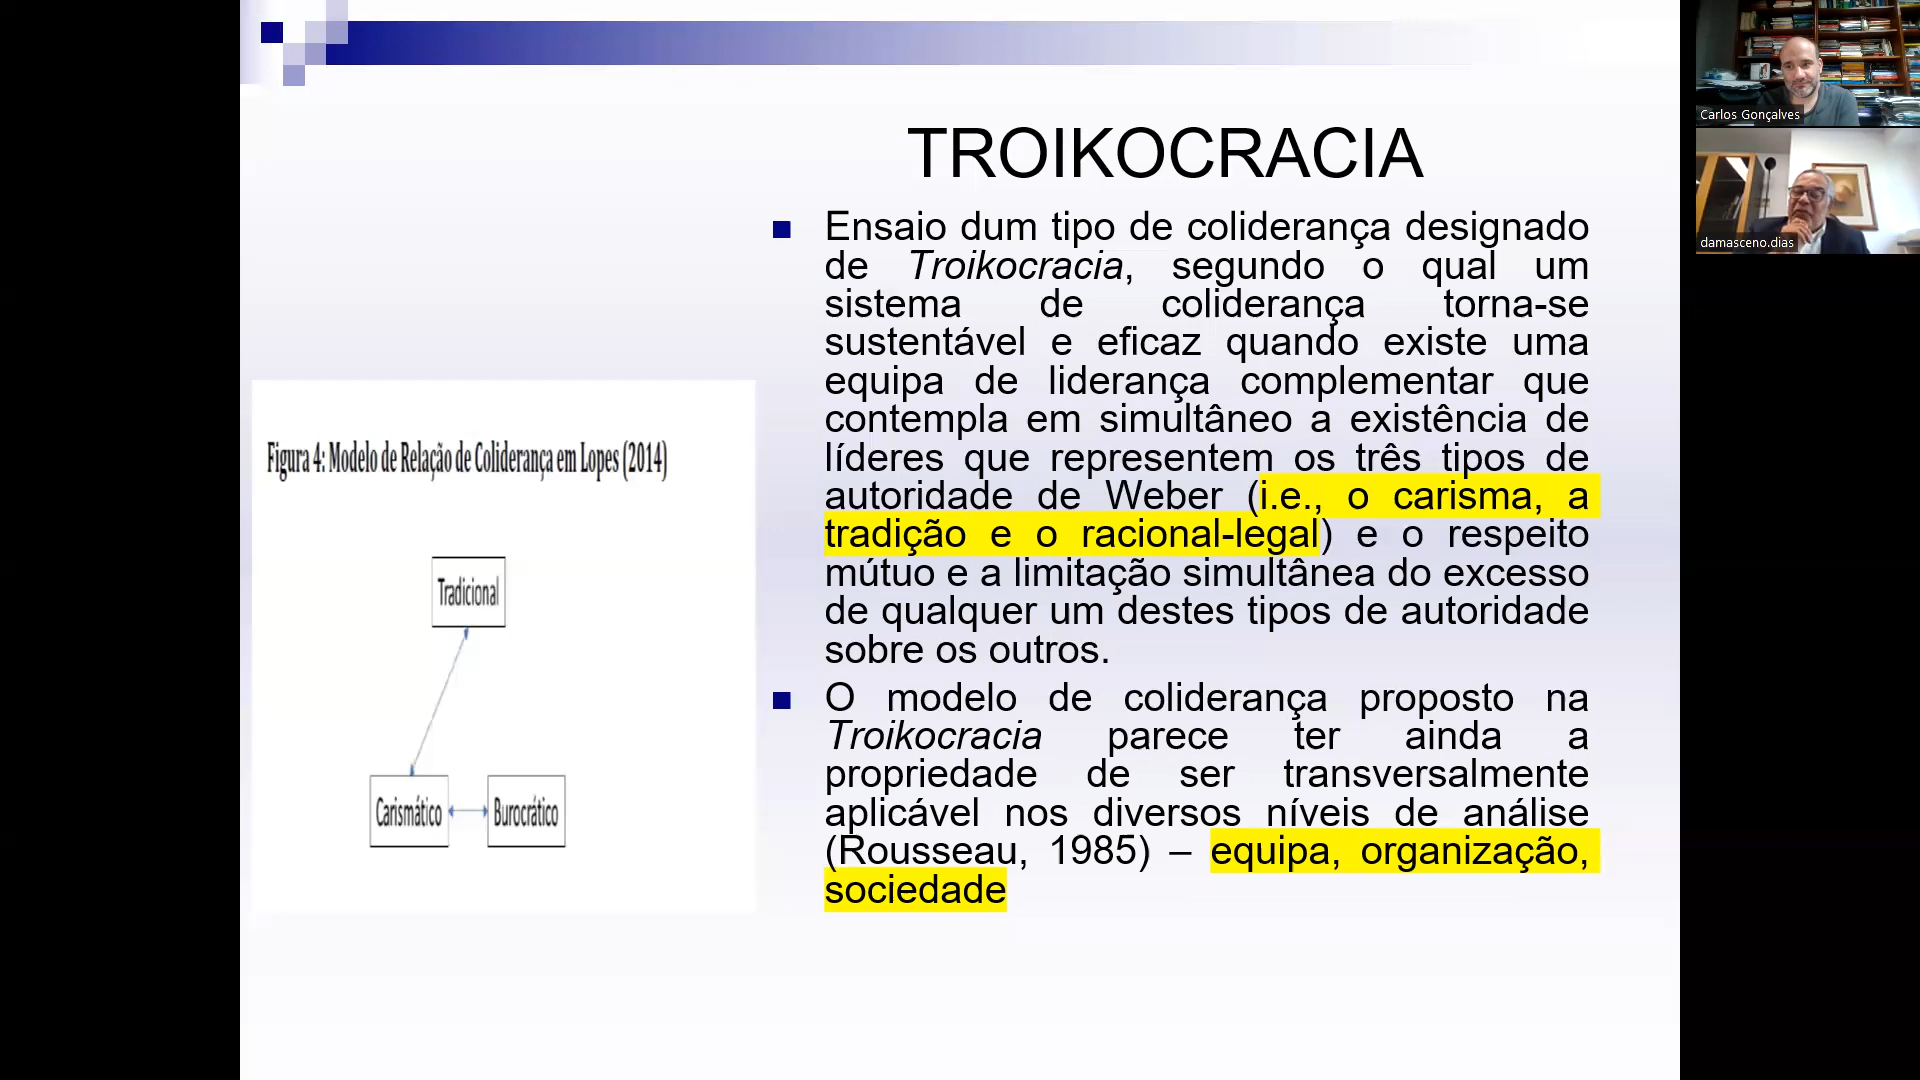 TROIKOCRACIA
Ensaio dum tipo de coliderança designado
de Troikocracia, segundo o qual um
sistema de coliderança torna-se
sustentável e eficaz quando existe uma
equipa de liderança complementar que
contempla em simultâneo a existência de
líderes que representem os três tipos de
autoridade de Weber (i.e., o carisma, a
tradição e o racional-legal) e o respeito
mútuo e a limitação simultânea do excesso
de qualquer um destes tipos de autoridade
sobre os outros.
O modelo de coliderança proposto na
Troikocracia parece ter ainda a
propriedade de ser transversalmente
aplicável nos diversos níveis de análise
(Rousseau, 1985) – equipa, organização,
sociedade
Figura 4: Modelo de Relação de Coliderança em Lopes (2014)
Tradicional
Carismático
Burocrático
Carlos Gonçalves
damasceno.dias